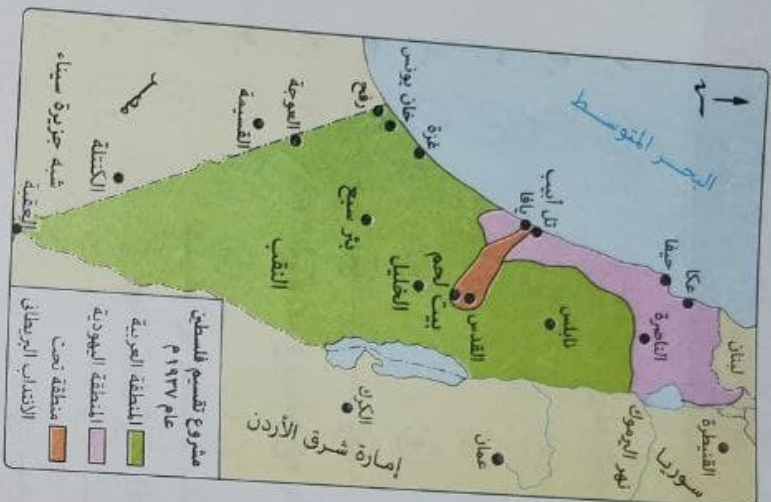 البحر المتوسط
لبنان
عكا
حيفا
الناصرة
القنيطرة
سوريا
نهر اليرموك
نابلس
تل أبيب
يافا
القدس
بيت لحم
الخليل
عمان
إمارة شرق الأردن
الكرك
غزة
خان يونس
رفح
بئر سبع
النقب
العوجة
القسيمة
الكنتلة
مصر
شبه جزيرة سيناء
العقبة
مشروع تقسيم فلسطين
عام ١٩٣٧ م
المنطقة العربية
المنطقة اليهودية
منطقة تحت
الانتداب البريطاني